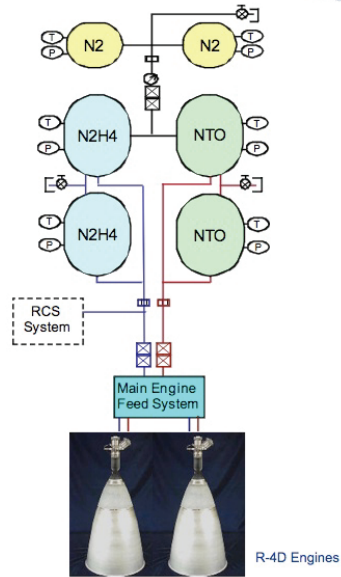 T
P
N2
N2
T
P
T
P
N2H4
NTO
T
P
T
P
N2H4
NTO
T
P
RCS
System
Main Engine
Feed System
R-4D Engines